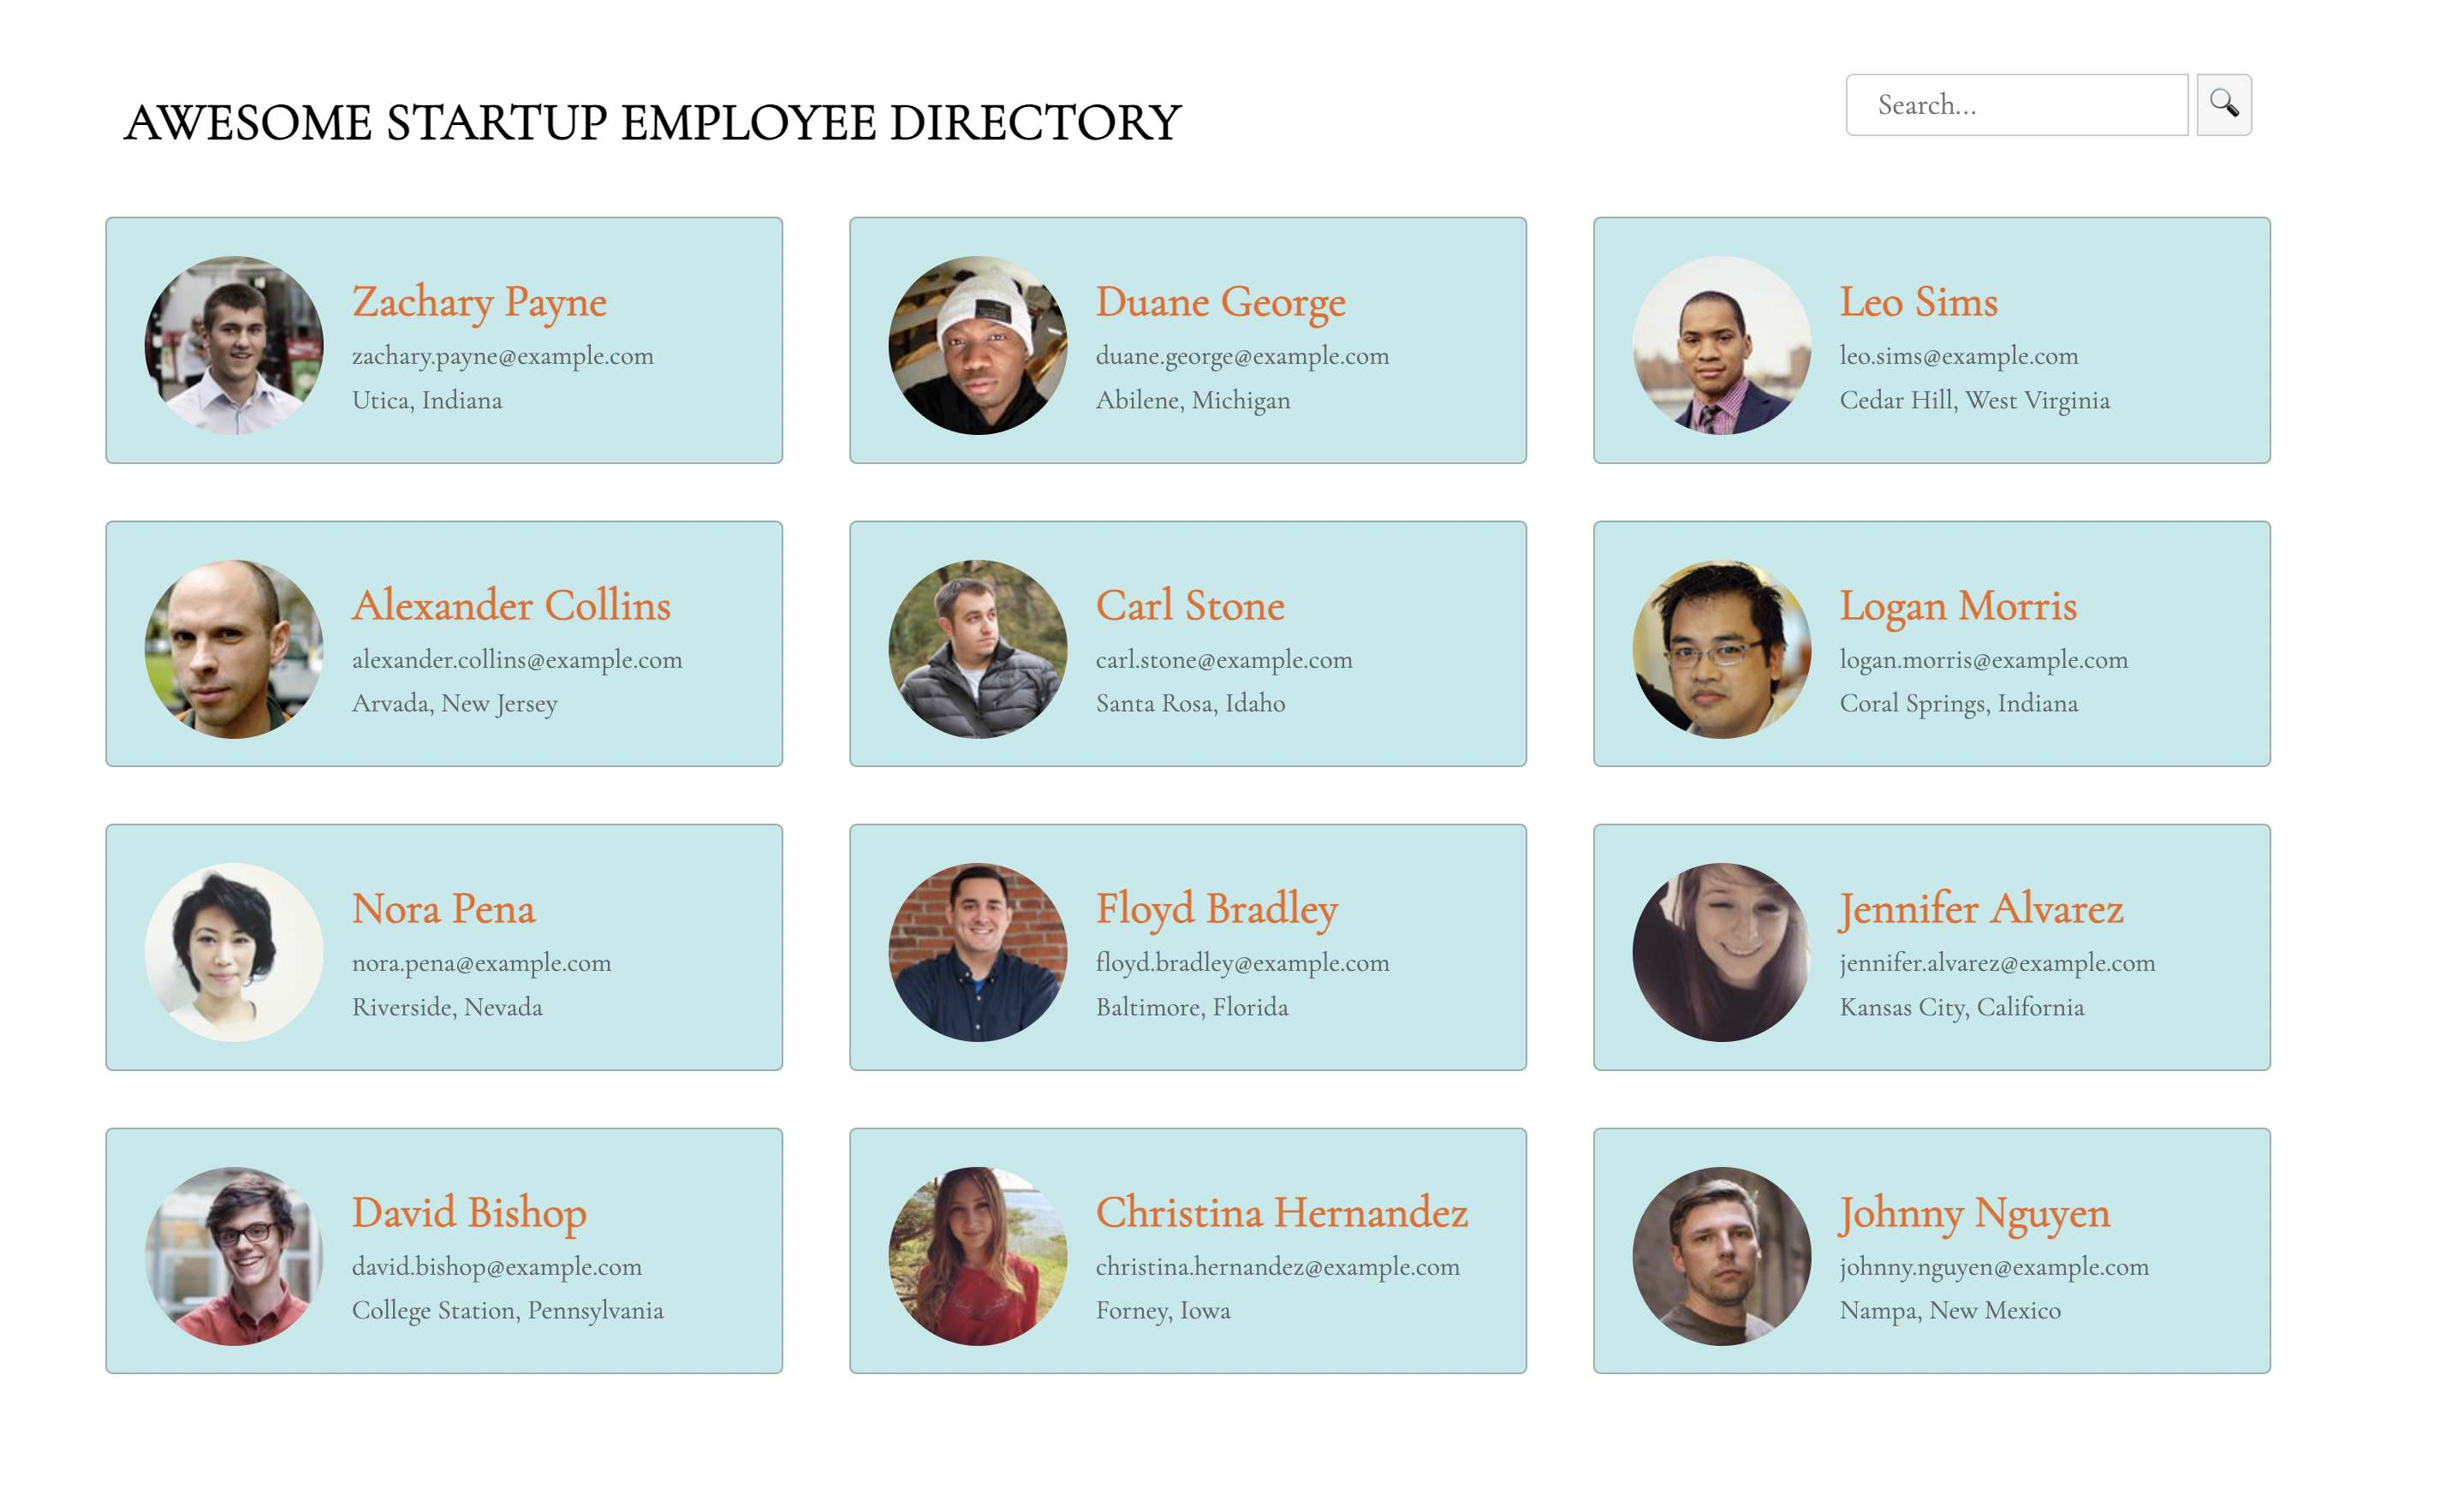 AWESOME STARTUP EMPLOYEE DIRECTORY
Search...
Zachary Payne
zachary.payne@example.com
Utica, Indiana
Duane George
duane.george@example.com
Abilene, Michigan
Leo Sims
leo.sims@example.com
Cedar Hill, West Virginia
Alexander Collins
alexander.collins@example.com
Arvada, New Jersey
Carl Stone
carl.stone@example.com
Santa Rosa, Idaho
Logan Morris
logan.morris@example.com
Coral Springs, Indiana
Nora Pena
nora.pena@example.com
Riverside, Nevada
Floyd Bradley
floyd.bradley@example.com
Baltimore, Florida
Jennifer Alvarez
jennifer.alvarez@example.com
Kansas City, California
David Bishop
david.bishop@example.com
College Station, Pennsylvania
Christina Hernandez
christina.hernandez@example.com
Forney, Iowa
Johnny Nguyen
johnny.nguyen@example.com
Nampa, New Mexico